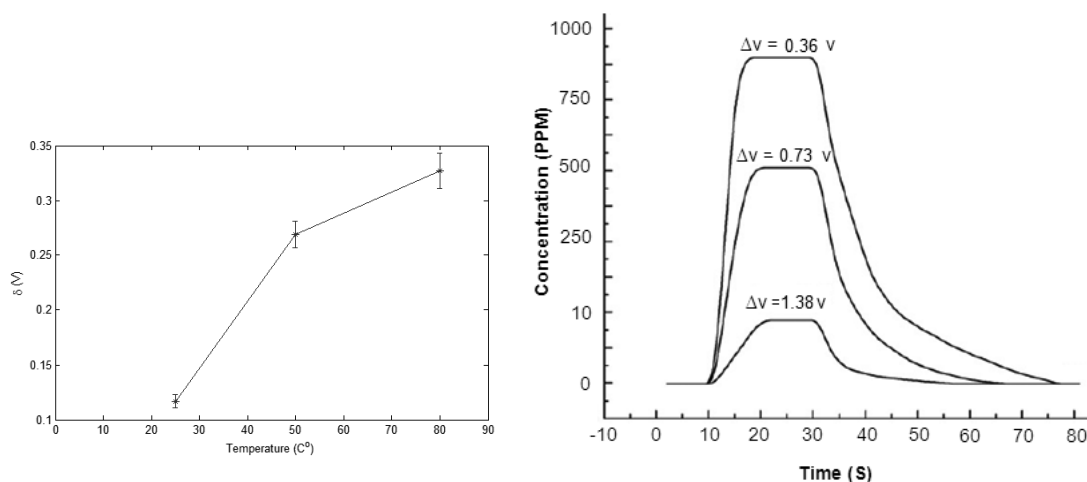 0.35
0.3
0.25
0.2
0.15
0.1
δ (V)
0 10 20 30 40 50 60 70 80 90
Temperature (C⁰)
1000
750
500
250
10
0
Concentration (PPM)
Δv = 0.36 v
Δv = 0.73 v
Δv =1.38 v
-10 0 10 20 30 40 50 60 70 80
Time (S)